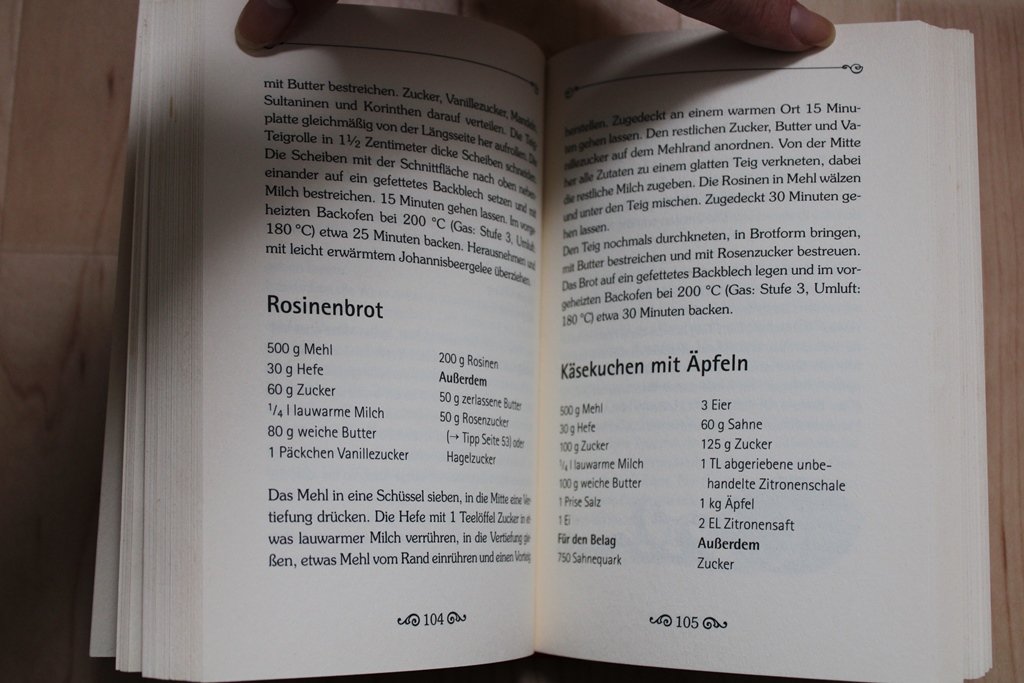 mit Butter bestreichen. Zucker, Vanillezucker, Mandeln,
Sultaninen und Korinthen darauf verteilen. Die Teig-
platte gleichmäßig von der Längsseite her aufrollen. Die
Teigrolle in 1½ Zentimeter dicke Scheiben schneiden.
Die Scheiben mit der Schnittfläche nach oben neben-
einander auf ein gefettetes Backblech setzen und mit
Milch bestreichen. 15 Minuten gehen lassen. Im vorge-
heizten Backofen bei 200 °C (Gas: Stufe 3, Umluft:
180 °C) etwa 25 Minuten backen. Herausnehmen und
mit leicht erwärmtem Johannisbeergelee überziehen.
Rosinenbrot
500 g Mehl
30 g Hefe
60 g Zucker
1/4 l lauwarme Milch
80 g weiche Butter
1 Päckchen Vanillezucker
200 g Rosinen
Außerdem
50 g zerlassene Butter
50 g Rosenzucker
(→ Tipp Seite 53) oder
Hagelzucker
Das Mehl in eine Schüssel sieben, in die Mitte eine Ver-
tiefung drücken. Die Hefe mit 1 Teelöffel Zucker in et-
was lauwarmer Milch verrühren, in die Vertiefung gie-
ßen, etwas Mehl vom Rand einrühren und einen Vorteig
104
herstellen. Zugedeckt an einem warmen Ort 15 Minu-
ten gehen lassen. Den restlichen Zucker, Butter und Va-
nillezucker auf dem Mehlrand anordnen. Von der Mitte
her alle Zutaten zu einem glatten Teig verkneten, dabei
die restliche Milch zugeben. Die Rosinen in Mehl wälzen
und unter den Teig mischen. Zugedeckt 30 Minuten ge-
hen lassen.
Den Teig nochmals durchkneten, in Brotform bringen,
mit Butter bestreichen und mit Rosenzucker bestreuen.
Das Brot auf ein gefettetes Backblech legen und im vor-
geheizten Backofen bei 200 °C (Gas: Stufe 3, Umluft:
180 °C) etwa 30 Minuten backen.
Käsekuchen mit Äpfeln
500 g Mehl
30 g Hefe
100 g Zucker
1/4 l lauwarme Milch
100 g weiche Butter
1 Prise Salz
1 Ei
Für den Belag
750 Sahnequark
3 Eier
60 g Sahne
125 g Zucker
1 TL abgeriebene unbe-
handelte Zitronenschale
1 kg Äpfel
2 EL Zitronensaft
Außerdem
Zucker
105